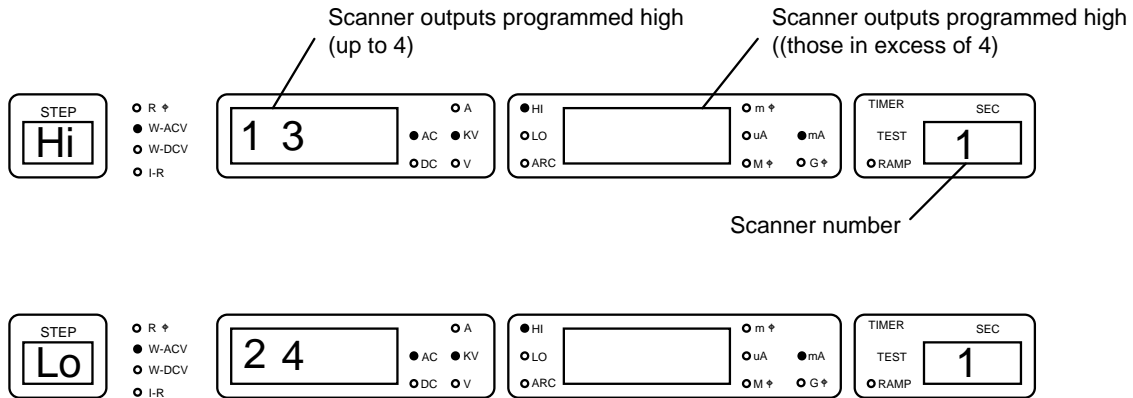 Scanner outputs programmed high
(up to 4)
Scanner outputs programmed high
((those in excess of 4)
STEP
Hi
R ⌖
W-ACV
W-DCV
I-R
1 3
A
AC KV
DC V
HI
LO
ARC
m ⌖
uA mA
M ⌖ G ⌖
TIMER SEC
TEST
RAMP
1
Scanner number
STEP
Lo
R ⌖
W-ACV
W-DCV
I-R
2 4
A
AC KV
DC V
HI
LO
ARC
m ⌖
uA mA
M ⌖ G ⌖
TIMER SEC
TEST
RAMP
1